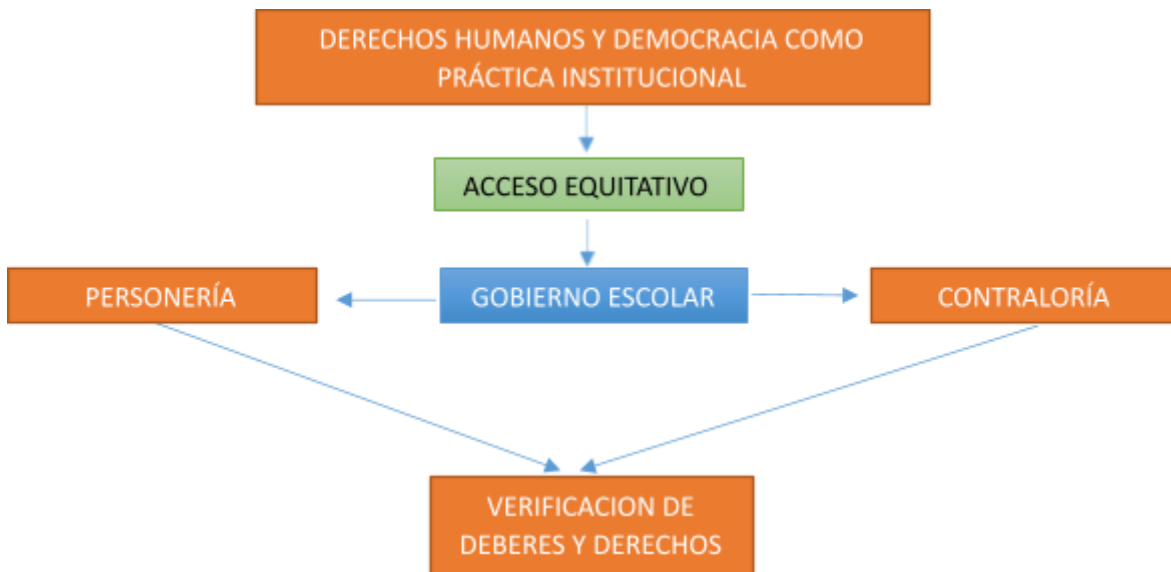 DERECHOS HUMANOS Y DEMOCRACIA COMO
PRÁCTICA INSTITUCIONAL
ACCESO EQUITATIVO
PERSONERÍA
GOBIERNO ESCOLAR
CONTRALORÍA
VERIFICACION DE
DEBERES Y DERECHOS